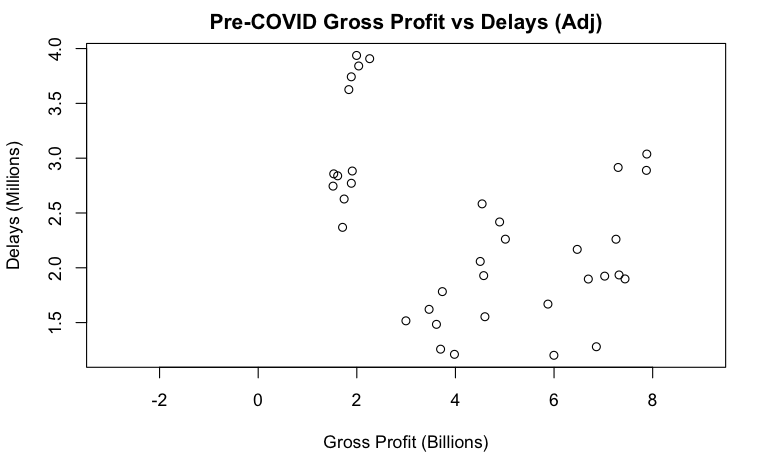 Pre-COVID Gross Profit vs Delays (Adj)
4.0
3.5
3.0
2.5
2.0
1.5
Delays (Millions)
-2 0 2 4 6 8
Gross Profit (Billions)